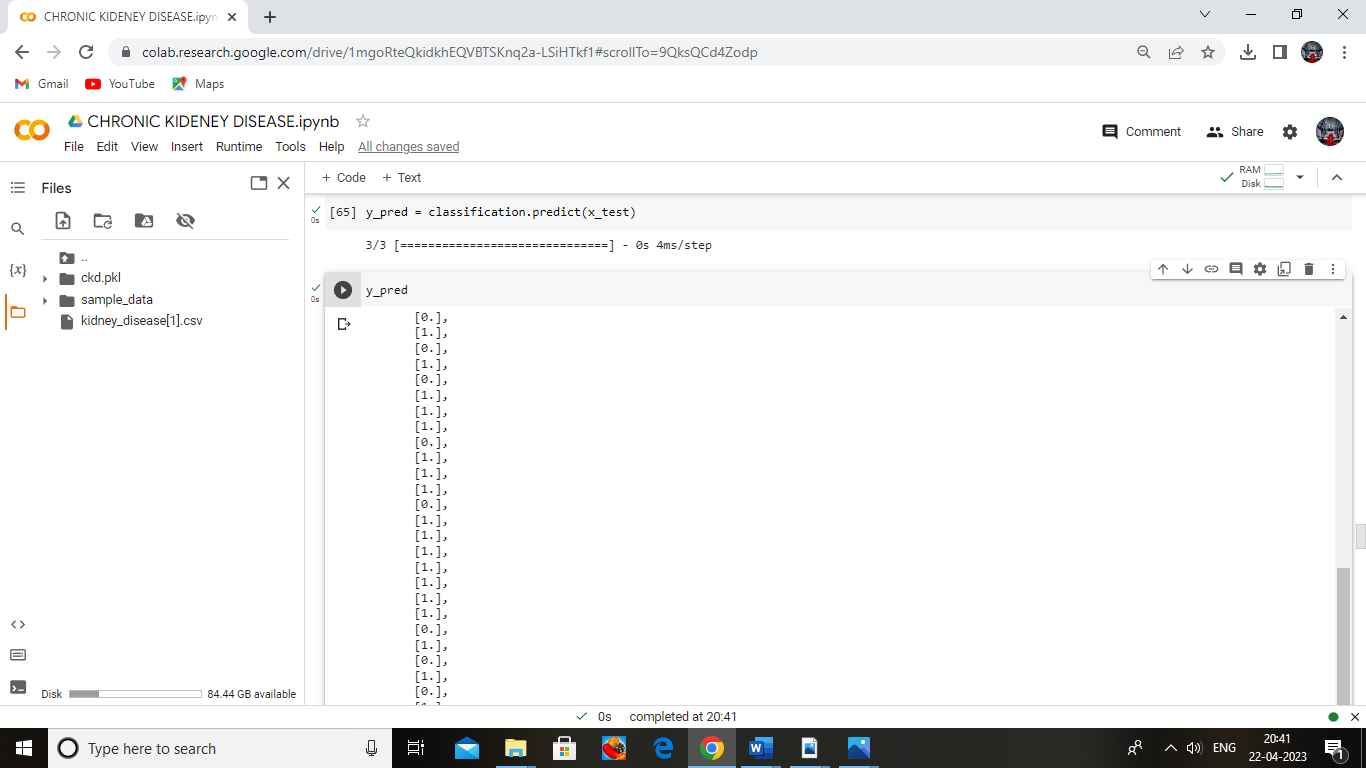 CHRONIC KIDENEY DISEASE.ipyn
colab.research.google.com/drive/1mgoRteQkidkhEQVBTSKnq2a-LSiHTkf1#scrollTo=9QksQCd4Zodp
Gmail YouTube Maps
CHRONIC KIDENEY DISEASE.ipynb
Comment Share
File Edit View Insert Runtime Tools Help All changes saved
Files
+ Code + Text
RAM
Disk
..
ckd.pkl
sample_data
kidney_disease[1].csv
{x}
[65] y_pred = classification.predict(x_test)
0s
3/3 [==============================] - 0s 4ms/step
y_pred
0s
[0.],
[1.],
[0.],
[1.],
[0.],
[1.],
[1.],
[1.],
[0.],
[1.],
[1.],
[1.],
[0.],
[1.],
[1.],
[1.],
[1.],
[1.],
[1.],
[1.],
[0.],
[1.],
[0.],
[1.],
[0.],
Disk 84.44 GB available
0s completed at 20:41
Type here to search
ENG
20:41
22-04-2023
1